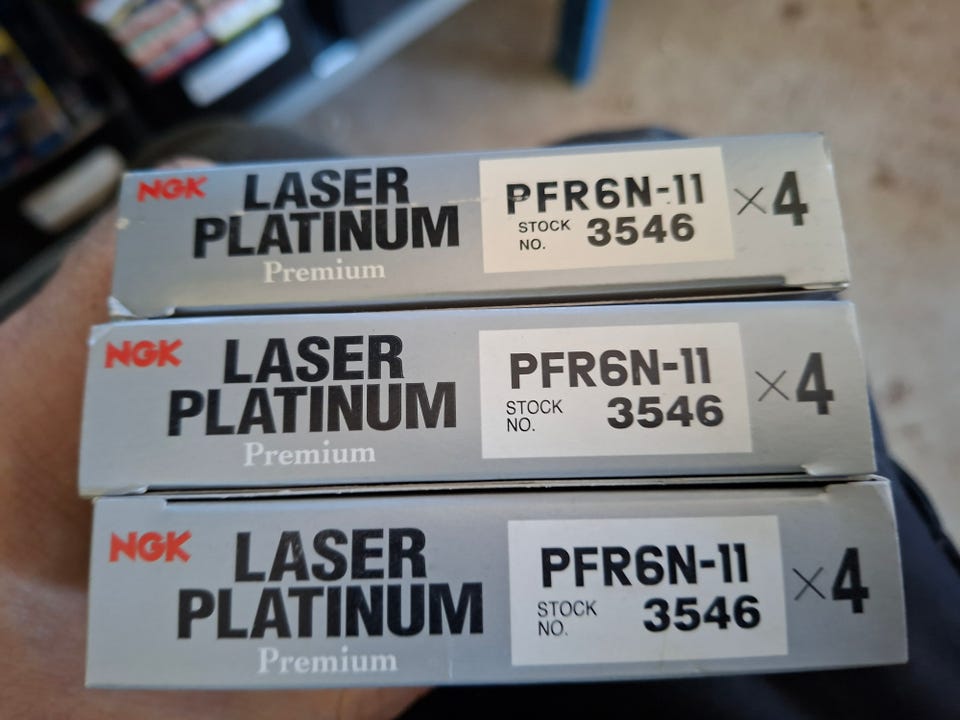 NGK
LASER
PLATINUM
Premium
PFR6N-11
STOCK
NO.
3546
×4
NGK
LASER
PLATINUM
Premium
PFR6N-11
STOCK
NO.
3546
×4
NGK
LASER
PLATINUM
Premium
PFR6N-11
STOCK
NO.
3546
×4